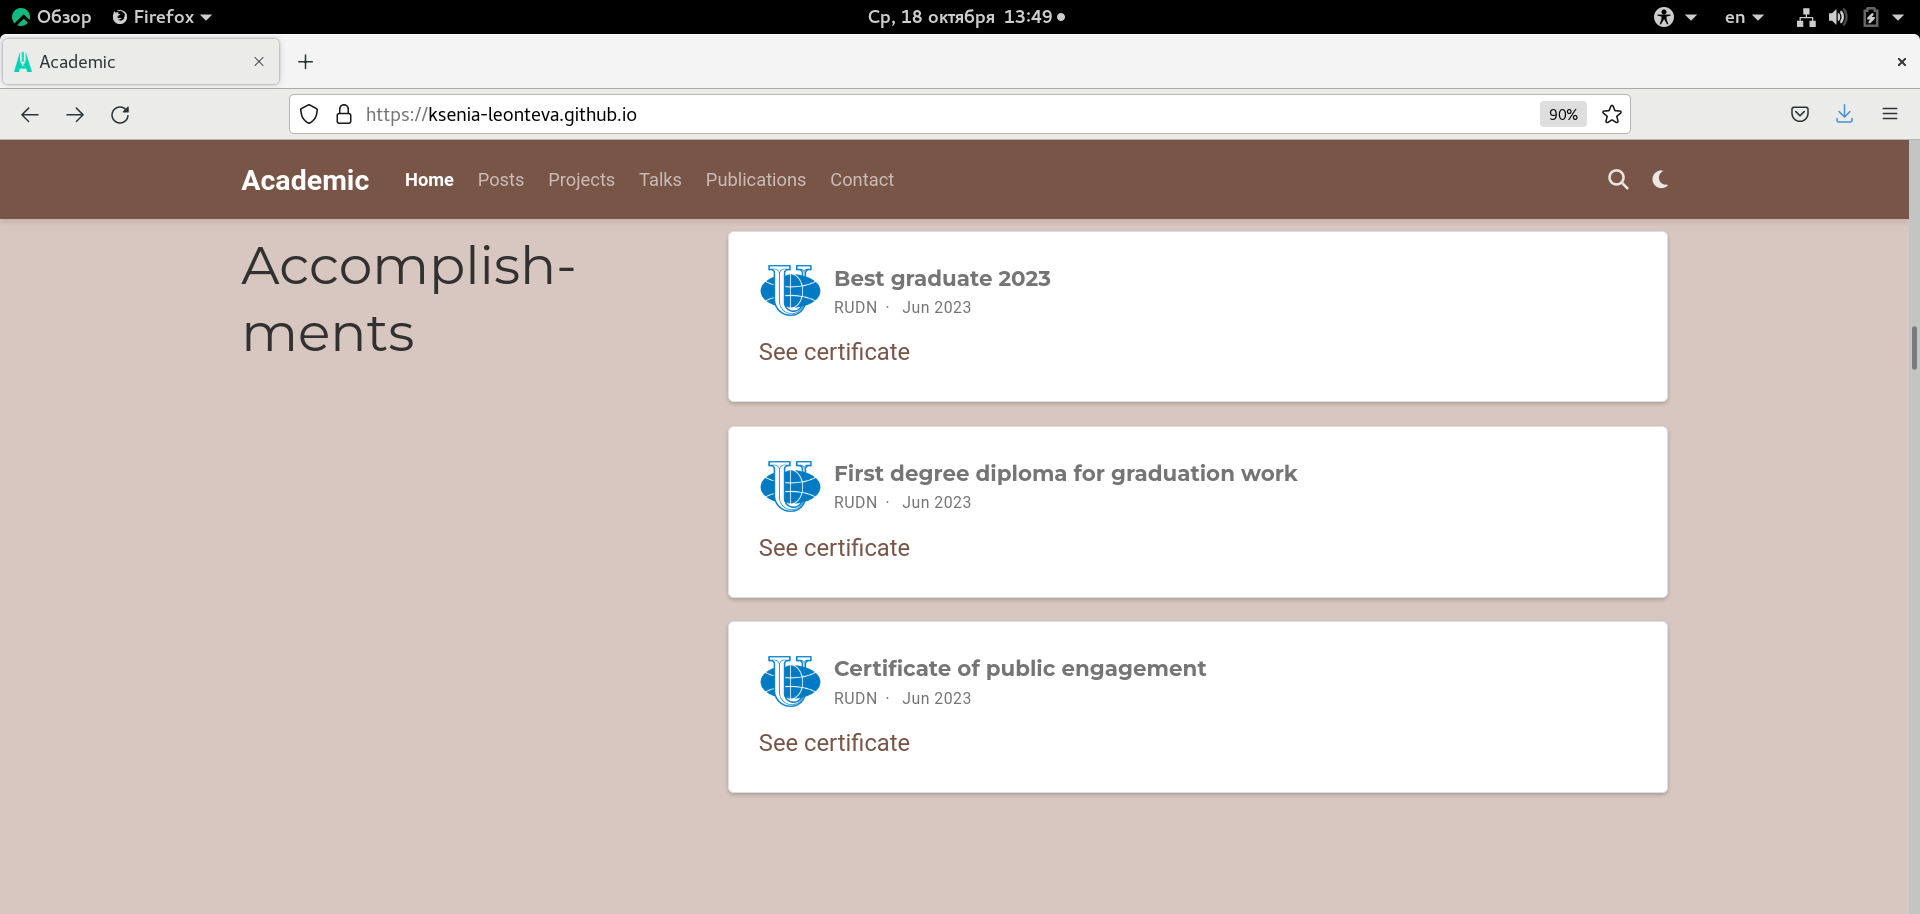 Обзор Firefox Ср, 18 октября 13:49 en
Academic
https://ksenia-leonteva.github.io 90%
Academic Home Posts Projects Talks Publications Contact
Accomplish-
ments
Best graduate 2023
RUDN · Jun 2023
See certificate
First degree diploma for graduation work
RUDN · Jun 2023
See certificate
Certificate of public engagement
RUDN · Jun 2023
See certificate